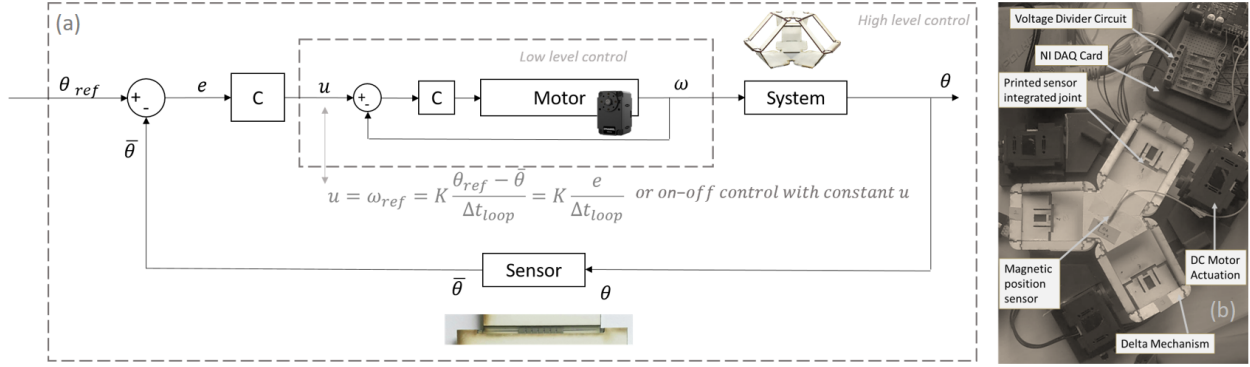 (a)
High level control
Low level control
θ ref
+
-
e
C
u
+
-
C
Motor
ω
System
θ
θ̅
u = ω_ref = K (θ_ref − θ̅)/Δt_loop = K e/Δt_loop or on–off control with constant u
θ̅
Sensor
θ
Voltage Divider Circuit
NI DAQ Card
Printed sensor
integrated joint
Magnetic
position
sensor
DC Motor
Actuation
(b)
Delta Mechanism